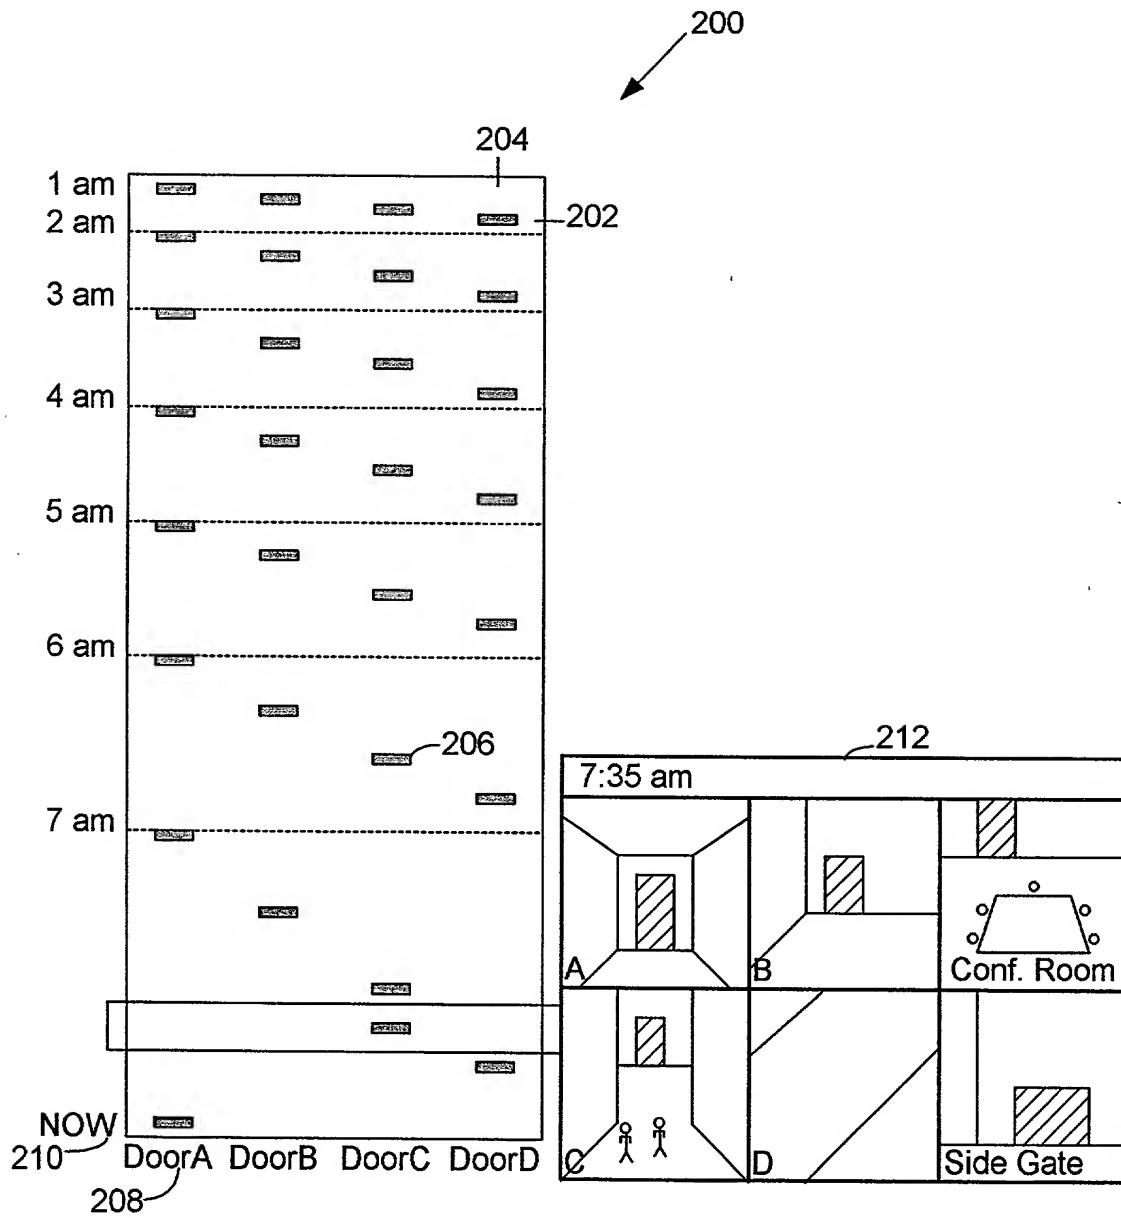 200
204
1 am
202
2 am
3 am
4 am
5 am
6 am
206
212
7:35 am
7 am
A
B
Conf. Room
NOW
210
DoorA DoorB DoorC DoorD
C
D
Side Gate
208